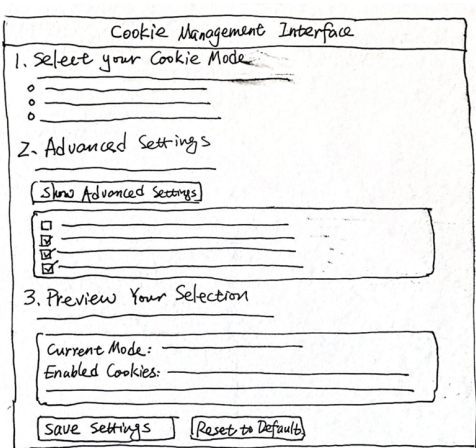 Cookie Management Interface
1. Select your Cookie Mode
2. Advanced Settings
Show Advanced Settings
3. Preview Your Selection
Current Mode:
Enabled Cookies:
Save Settings Reset to Default